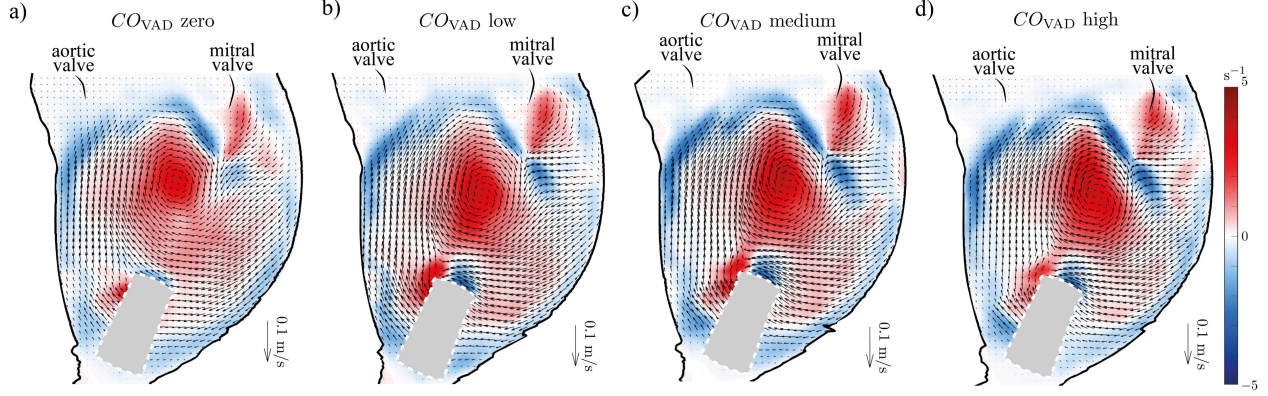 a)
CO_VAD zero
aortic
valve
mitral
valve
0.1 m/s
b)
CO_VAD low
aortic
valve
mitral
valve
0.1 m/s
c)
CO_VAD medium
aortic
valve
mitral
valve
0.1 m/s
d)
CO_VAD high
aortic
valve
mitral
valve
0.1 m/s
s⁻¹
5
0
−5